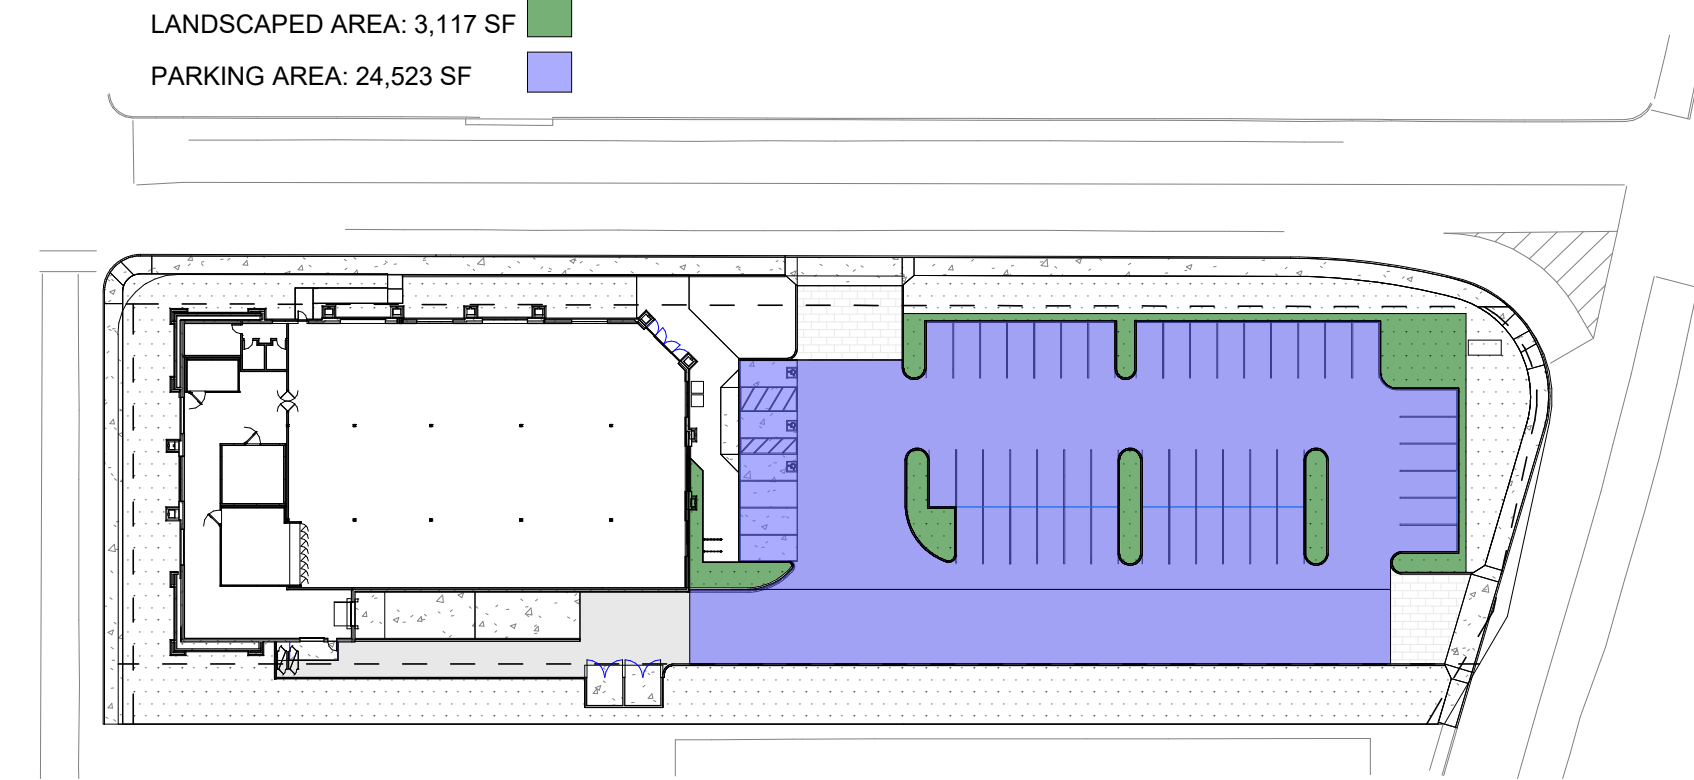 LANDSCAPED AREA: 3,117 SF
PARKING AREA: 24,523 SF